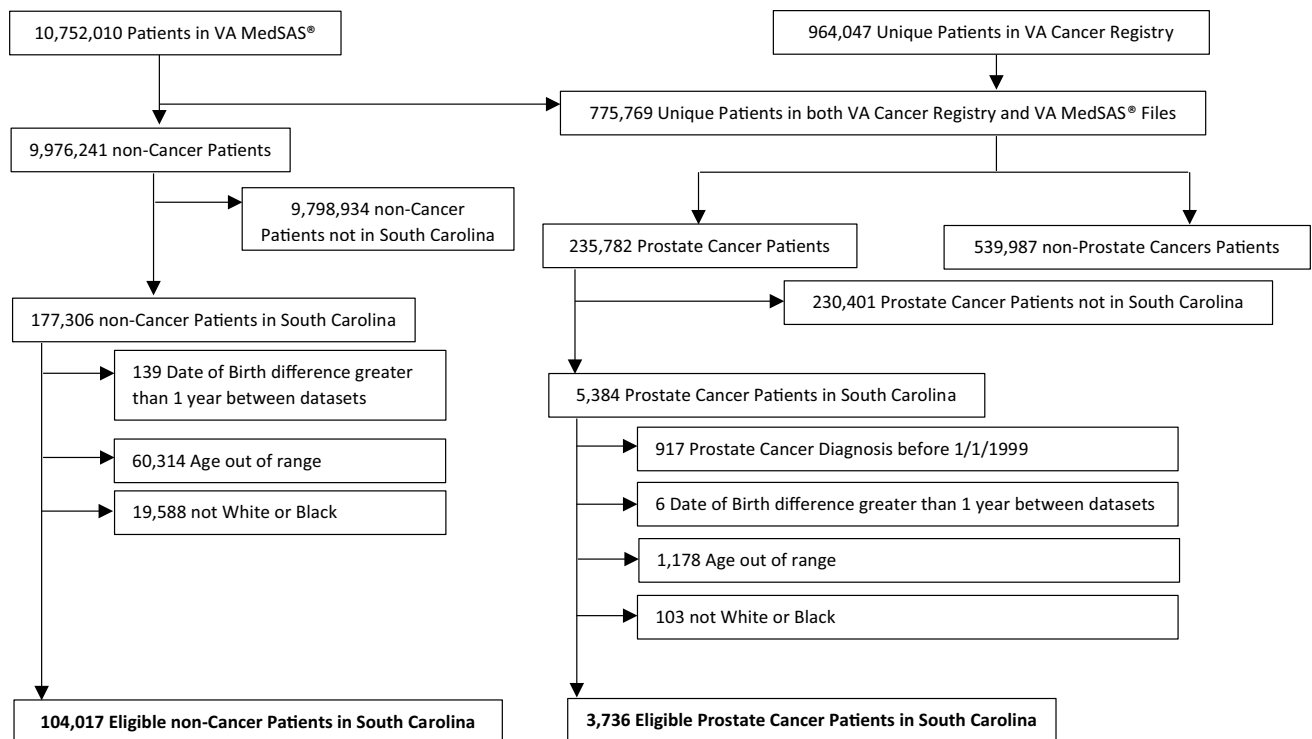 10,752,010 Patients in VA MedSAS®
964,047 Unique Patients in VA Cancer Registry
775,769 Unique Patients in both VA Cancer Registry and VA MedSAS® Files
9,976,241 non-Cancer Patients
9,798,934 non-Cancer
Patients not in South Carolina
235,782 Prostate Cancer Patients
539,987 non-Prostate Cancers Patients
230,401 Prostate Cancer Patients not in South Carolina
177,306 non-Cancer Patients in South Carolina
139 Date of Birth difference greater
than 1 year between datasets
5,384 Prostate Cancer Patients in South Carolina
917 Prostate Cancer Diagnosis before 1/1/1999
60,314 Age out of range
6 Date of Birth difference greater than 1 year between datasets
19,588 not White or Black
1,178 Age out of range
103 not White or Black
104,017 Eligible non-Cancer Patients in South Carolina
3,736 Eligible Prostate Cancer Patients in South Carolina